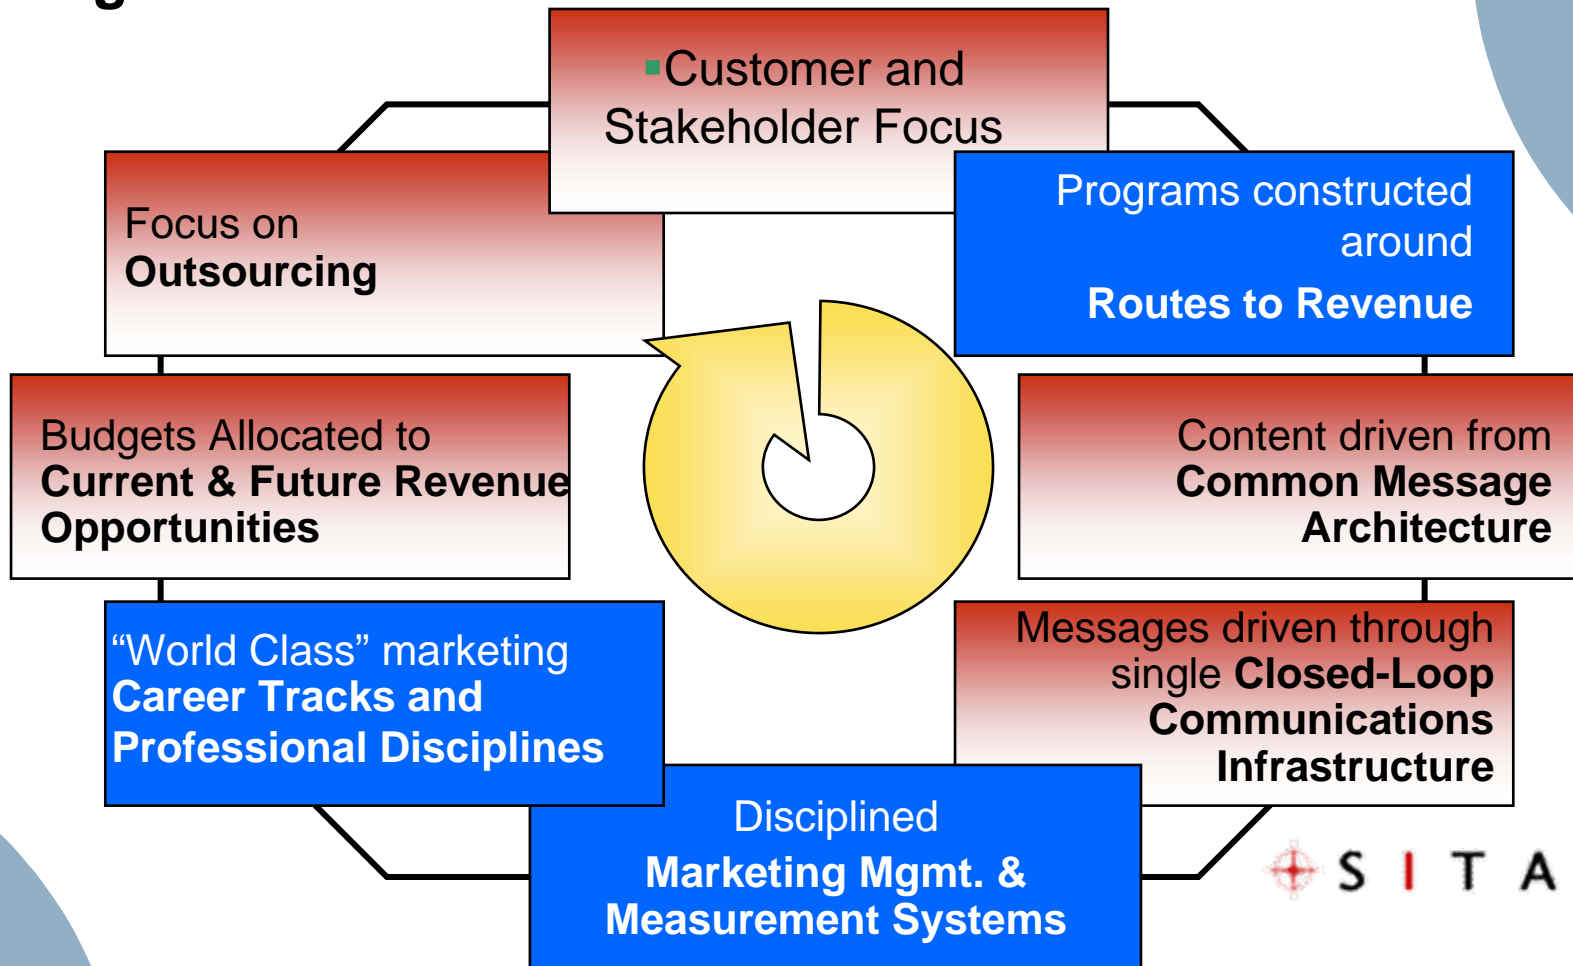 Customer and
Stakeholder Focus
Programs constructed
around
Routes to Revenue
Content driven from
Common Message
Architecture
Messages driven through
single Closed-Loop
Communications
Infrastructure
Disciplined
Marketing Mgmt. &
Measurement Systems
“World Class” marketing
Career Tracks and
Professional Disciplines
Budgets Allocated to
Current & Future Revenue
Opportunities
Focus on
Outsourcing
SITA